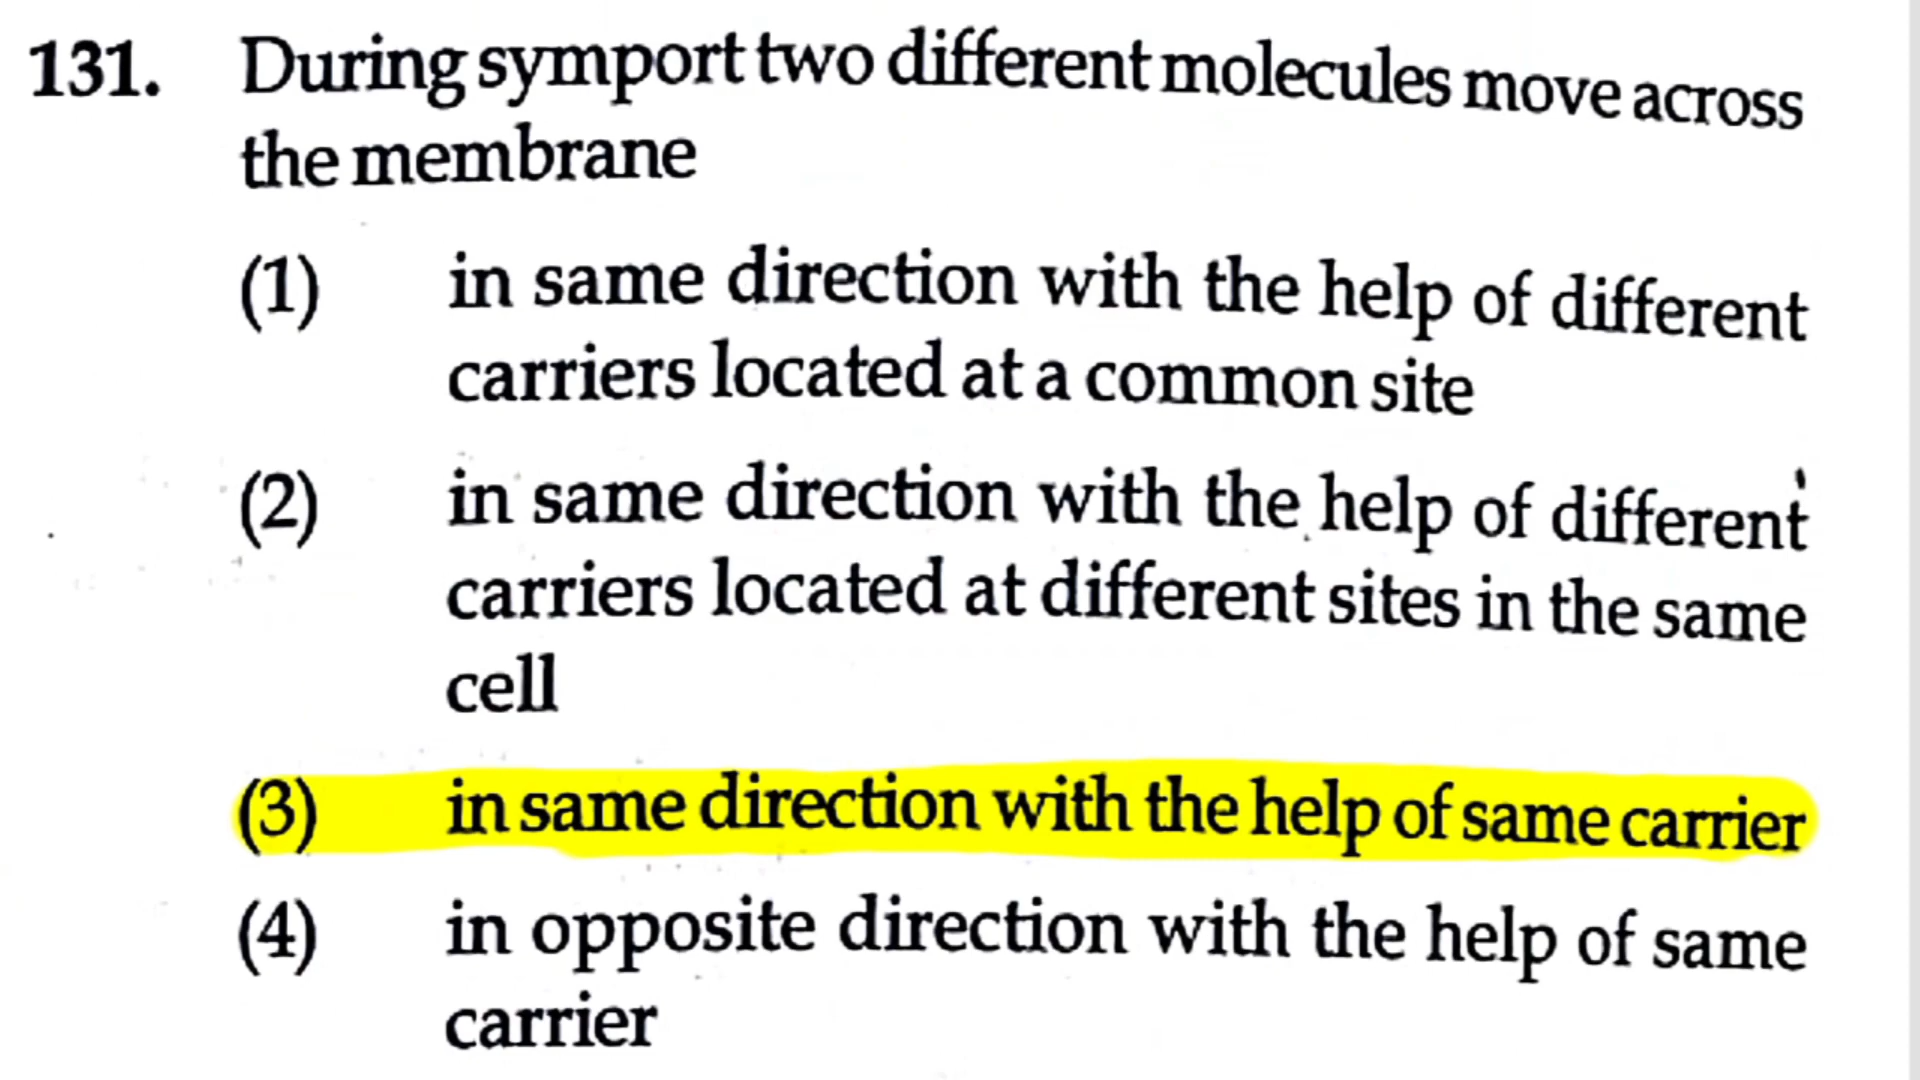 131. During symport two different molecules move across
the membrane
(1) in same direction with the help of different
carriers located at a common site
(2) in same direction with the help of different
carriers located at different sites in the same
cell
(3) in same direction with the help of same carrier
(4) in opposite direction with the help of same
carrier